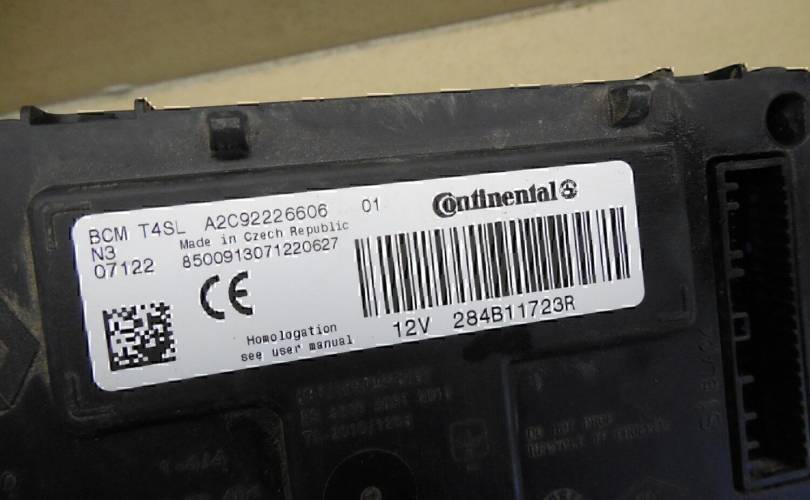 BCM T4SL A2C92226606 01
Continental
N3 Made in Czech Republic
07122 8500913071220627
CE
Homologation
see user manual
12V 284B11723R